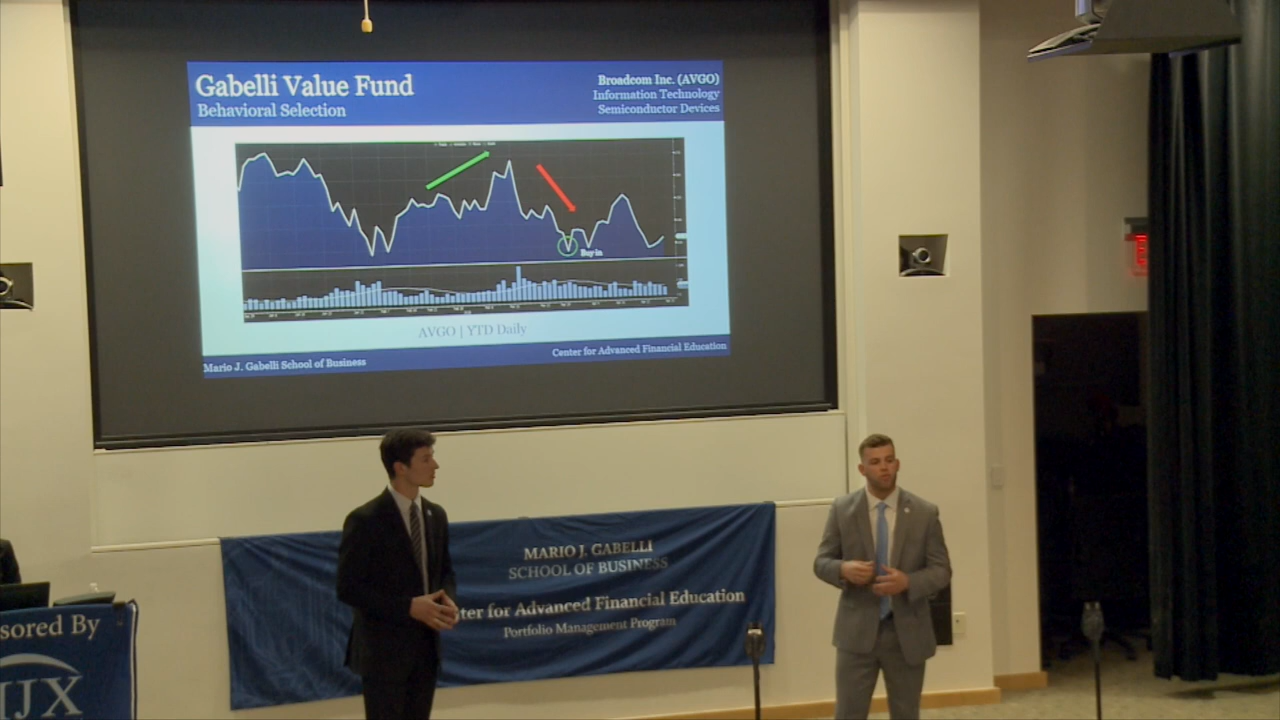 Gabelli Value Fund
Behavioral Selection
Broadcom Inc. (AVGO)
Information Technology
Semiconductor Devices
Buy in
AVGO | YTD Daily
Mario J. Gabelli School of Business
Center for Advanced Financial Education
MARIO J. GABELLI
SCHOOL OF BUSINESS
ter for Advanced Financial Education
Portfolio Management Program
sored By
JJX